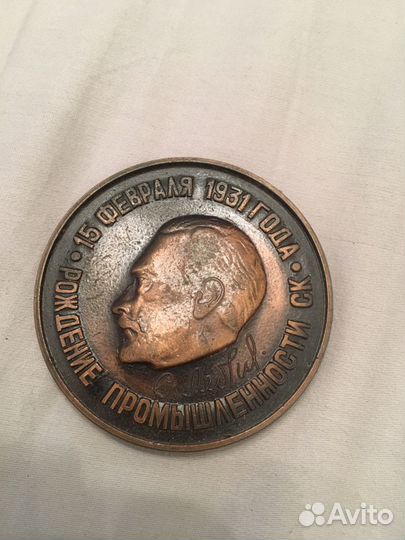 • 15 ФЕВРАЛЯ 1931 ГОДА •
РОЖДЕНИЕ ПРОМЫШЛЕННОСТИ СК
Avito